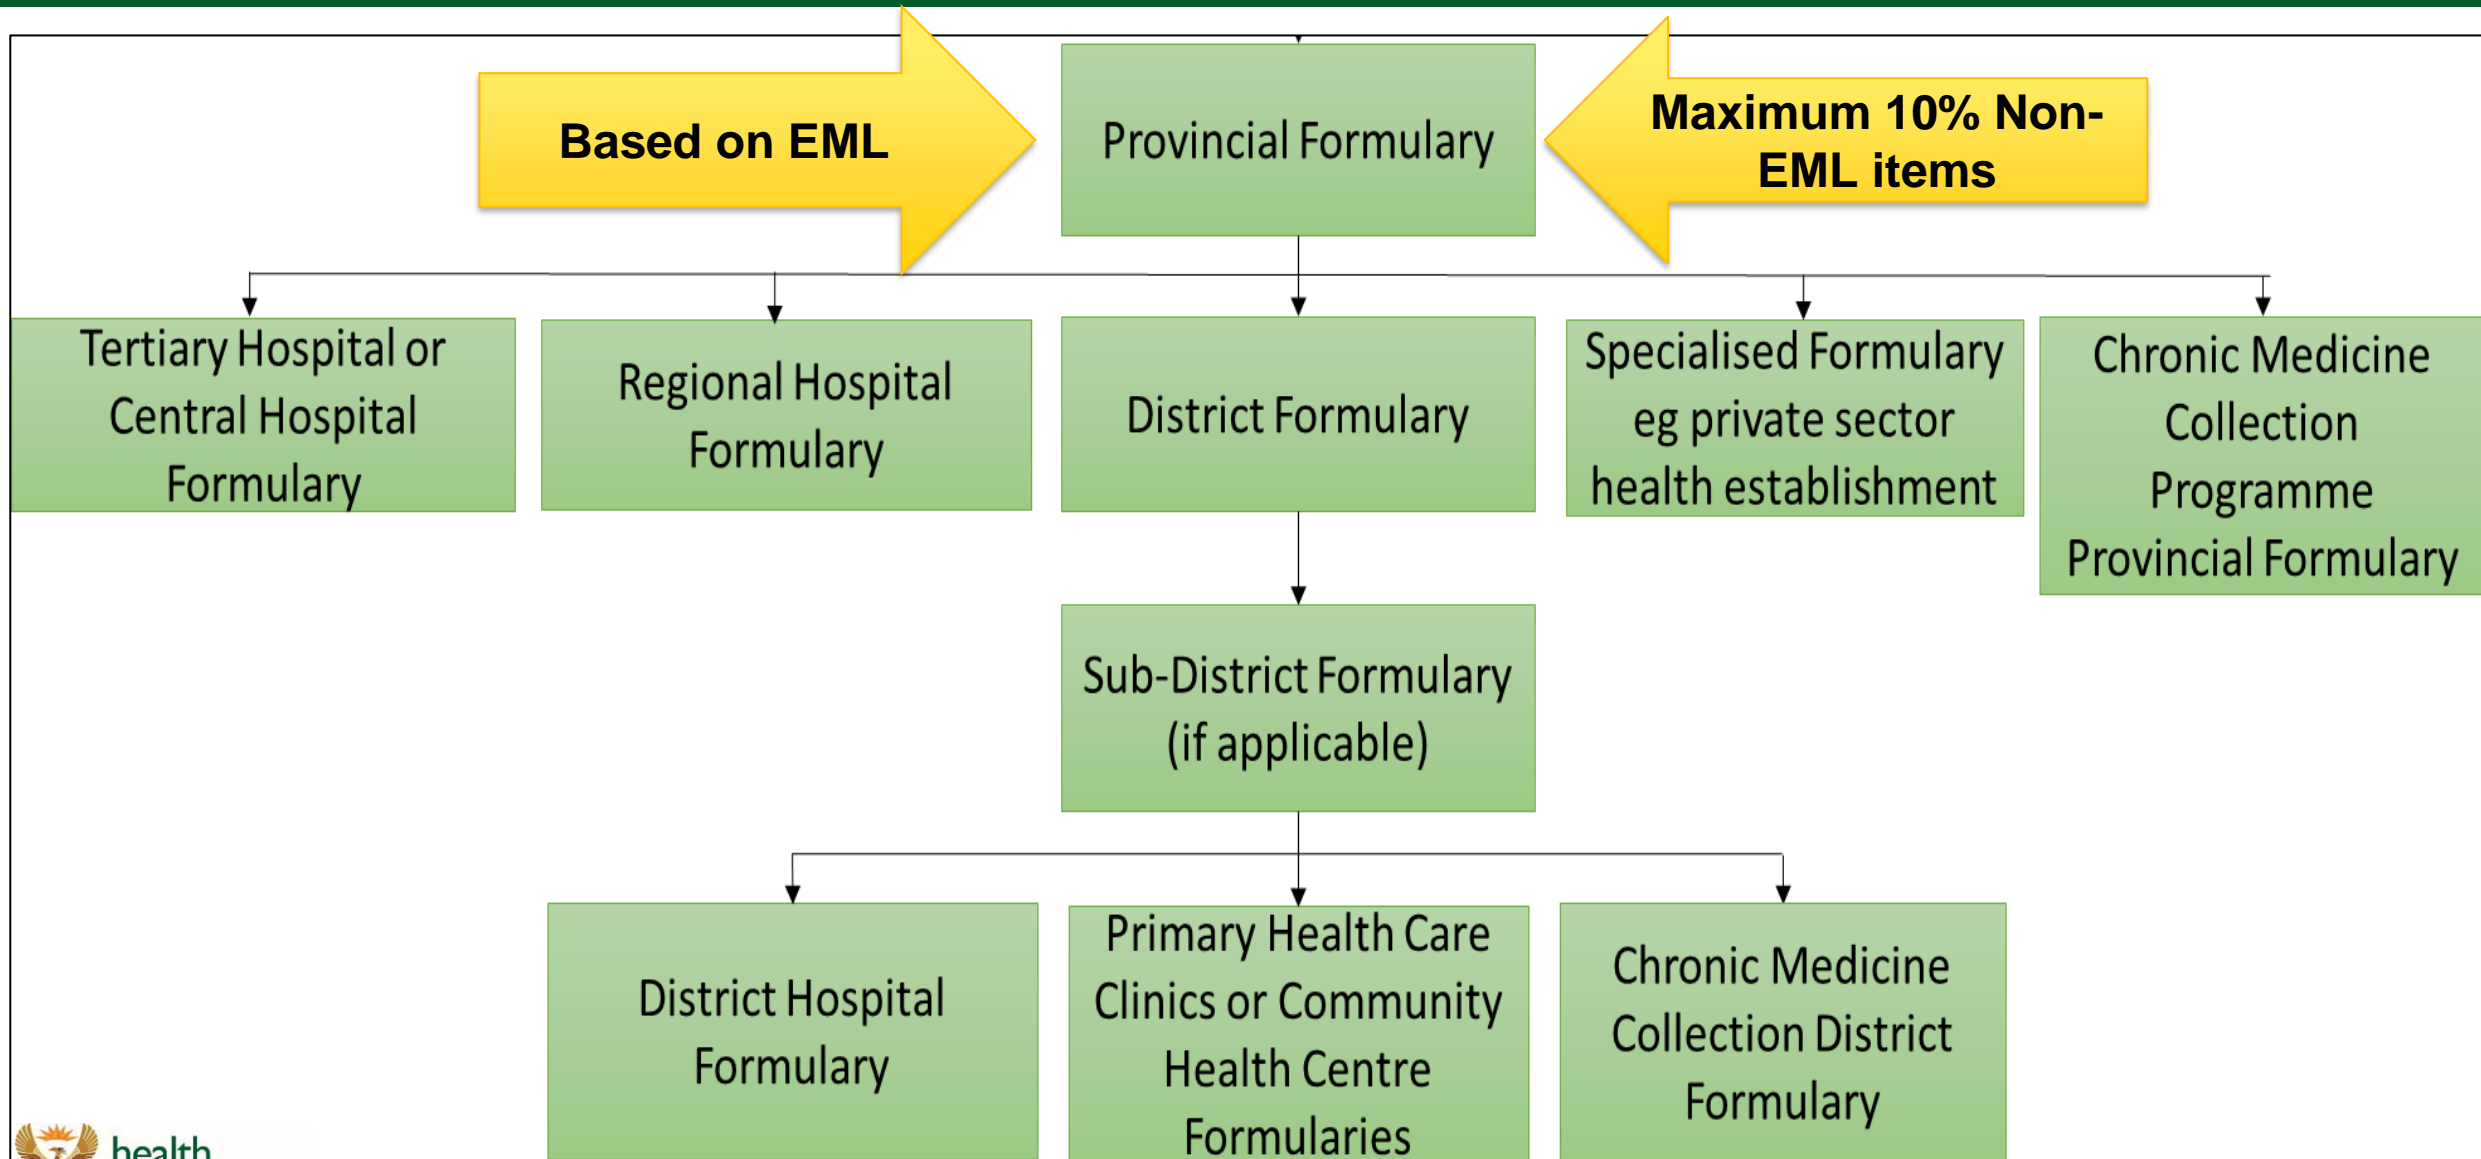 Based on EML
Provincial Formulary
Maximum 10% Non-
EML items
Tertiary Hospital or
Central Hospital
Formulary
Regional Hospital
Formulary
District Formulary
Specialised Formulary
eg private sector
health establishment
Chronic Medicine
Collection
Programme
Provincial Formulary
Sub-District Formulary
(if applicable)
District Hospital
Formulary
Primary Health Care
Clinics or Community
Health Centre
Formularies
Chronic Medicine
Collection District
Formulary
health